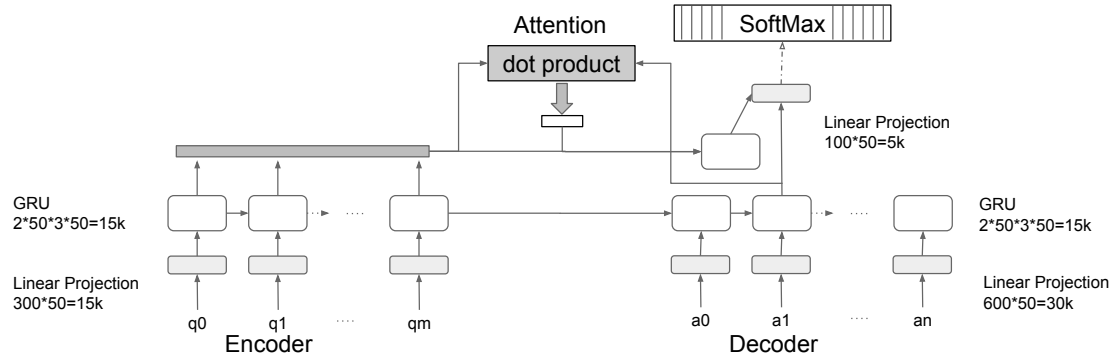 Attention
SoftMax
dot product
Linear Projection
100*50=5k
GRU
2*50*3*50=15k
....
....
GRU
2*50*3*50=15k
Linear Projection
300*50=15k
Linear Projection
600*50=30k
q0 q1 .... qm
a0 a1 .... an
Encoder
Decoder